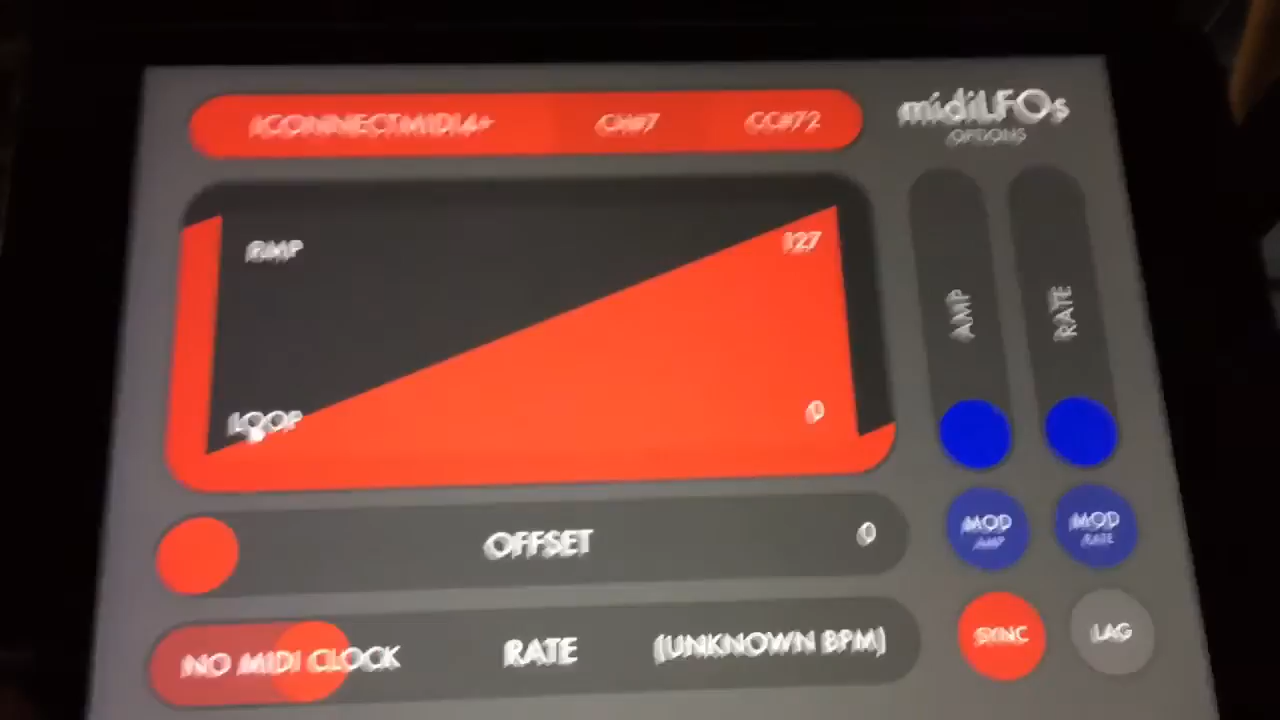 ICONNECTMIDI4+ CH#7 CC#72
midiLFOs
OPTIONS
RMP
127
LOOP
0
AMP
RATE
OFFSET 0
MOD
AMP
MOD
RATE
NO MIDI CLOCK RATE (UNKNOWN BPM)
SYNC
LAG